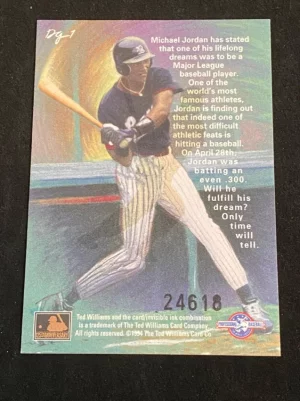 Dg-1
Michael Jordan has stated
that one of his lifelong
dreams was to be a
Major League
baseball player.
One of the
world's most
famous athletes,
Jordan is finding out
that indeed one of
the most difficult
athletic feats is
hitting a baseball.
On April 28th,
Jordan was
batting an
even .300.
Will he
fulfill his
dream?
Only
time
will
tell.
24618
Ted Williams and the card/invisible ink combination
is a trademark of The Ted Williams Card Company
All rights reserved. ©1994 The Ted Williams Card Co
PROFESSIONAL BASEBALL